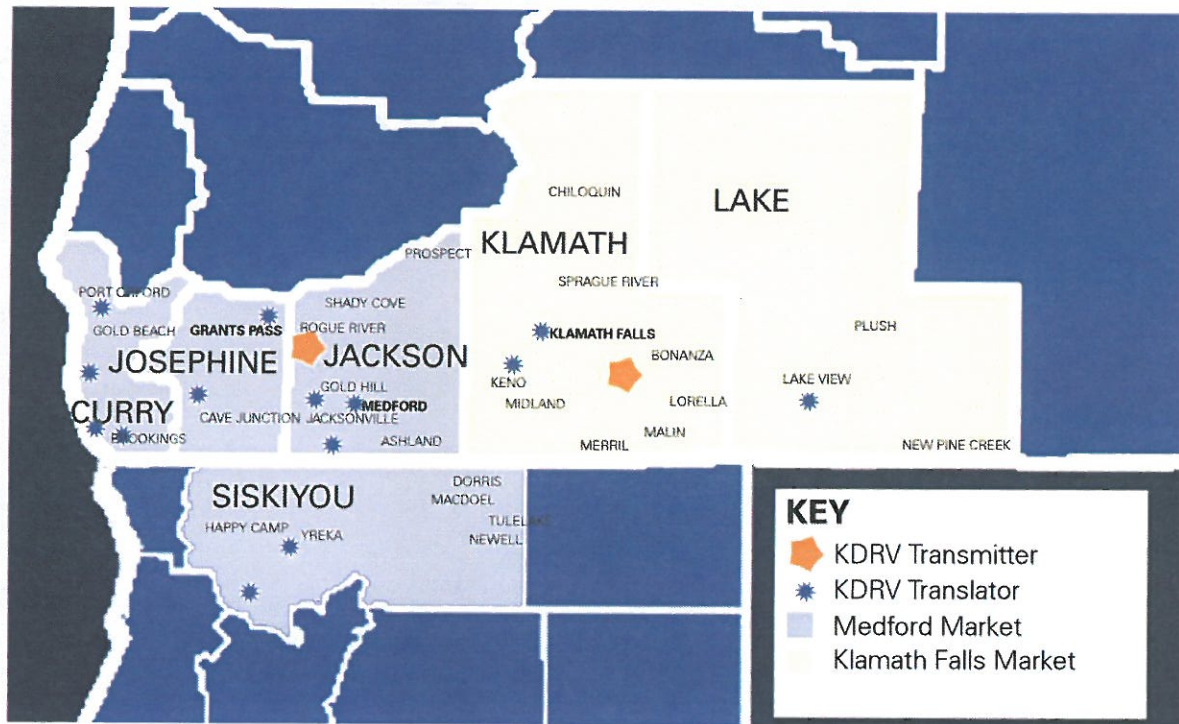 CHILOQUIN
LAKE
KLAMATH
PROSPECT
SPRAGUE RIVER
PORT ORFORD
SHADY COVE
GOLD BEACH
GRANTS PASS
ROGUE RIVER
KLAMATH FALLS
PLUSH
JOSEPHINE
JACKSON
BONANZA
KENO
LAKE VIEW
GOLD HILL
MIDLAND
LORELLA
CURRY
MEDFORD
CAVE JUNCTION
JACKSONVILLE
MALIN
BROOKINGS
ASHLAND
MERRIL
NEW PINE CREEK
SISKIYOU
DORRIS
MACDOEL
HAPPY CAMP
YREKA
TULELAKE
NEWELL
KEY
KDRV Transmitter
KDRV Translator
Medford Market
Klamath Falls Market